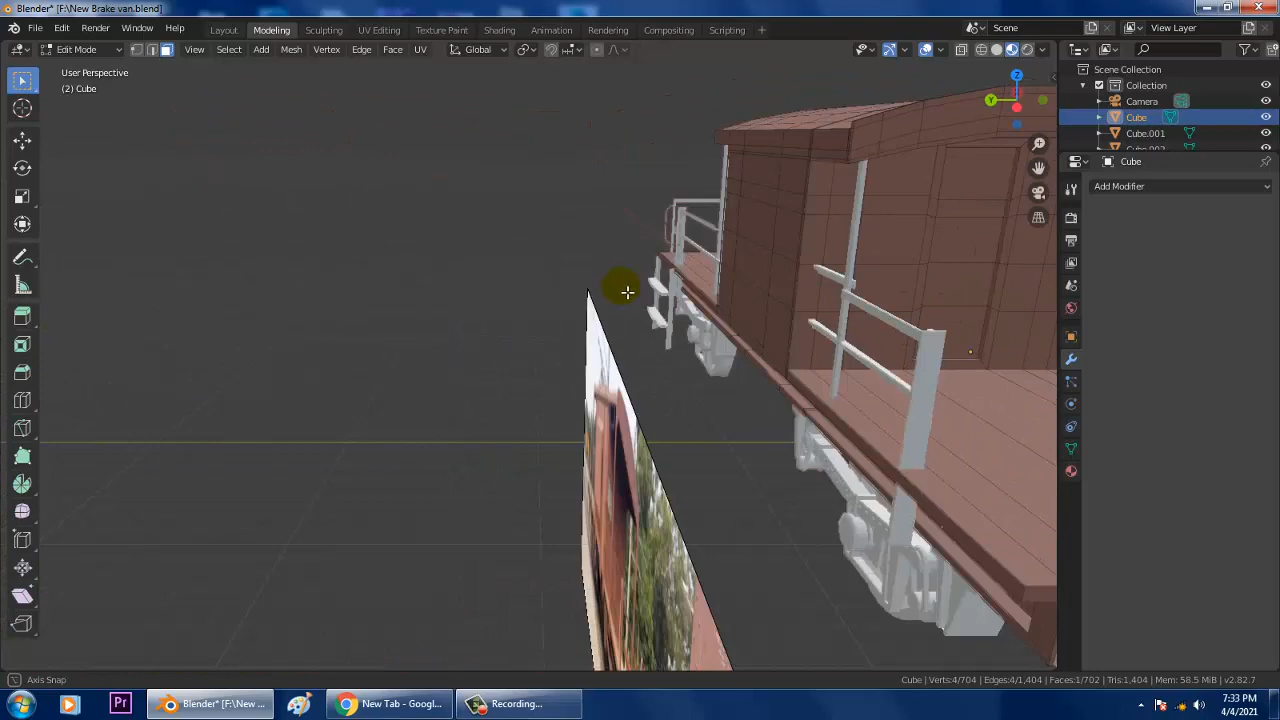 Blender* [F:\New Brake van.blend]
File Edit Render Window Help Layout Modeling Sculpting UV Editing Texture Paint Shading Animation Rendering Compositing Scripting + Scene View Layer
Edit Mode View Select Add Mesh Vertex Edge Face UV Global
User Perspective
(2) Cube
Z
Y
Scene Collection
Collection
Camera
Cube
Cube.001
Cube
Add Modifier
Axis Snap
Cube | Verts:4/704 | Edges:4/1,404 | Faces:1/702 | Tris:1,404 | Mem: 58.5 MiB | v2.82.7
Pr Blender* [F:\New ... New Tab - Googl... Recording...
7:33 PM
4/4/2021